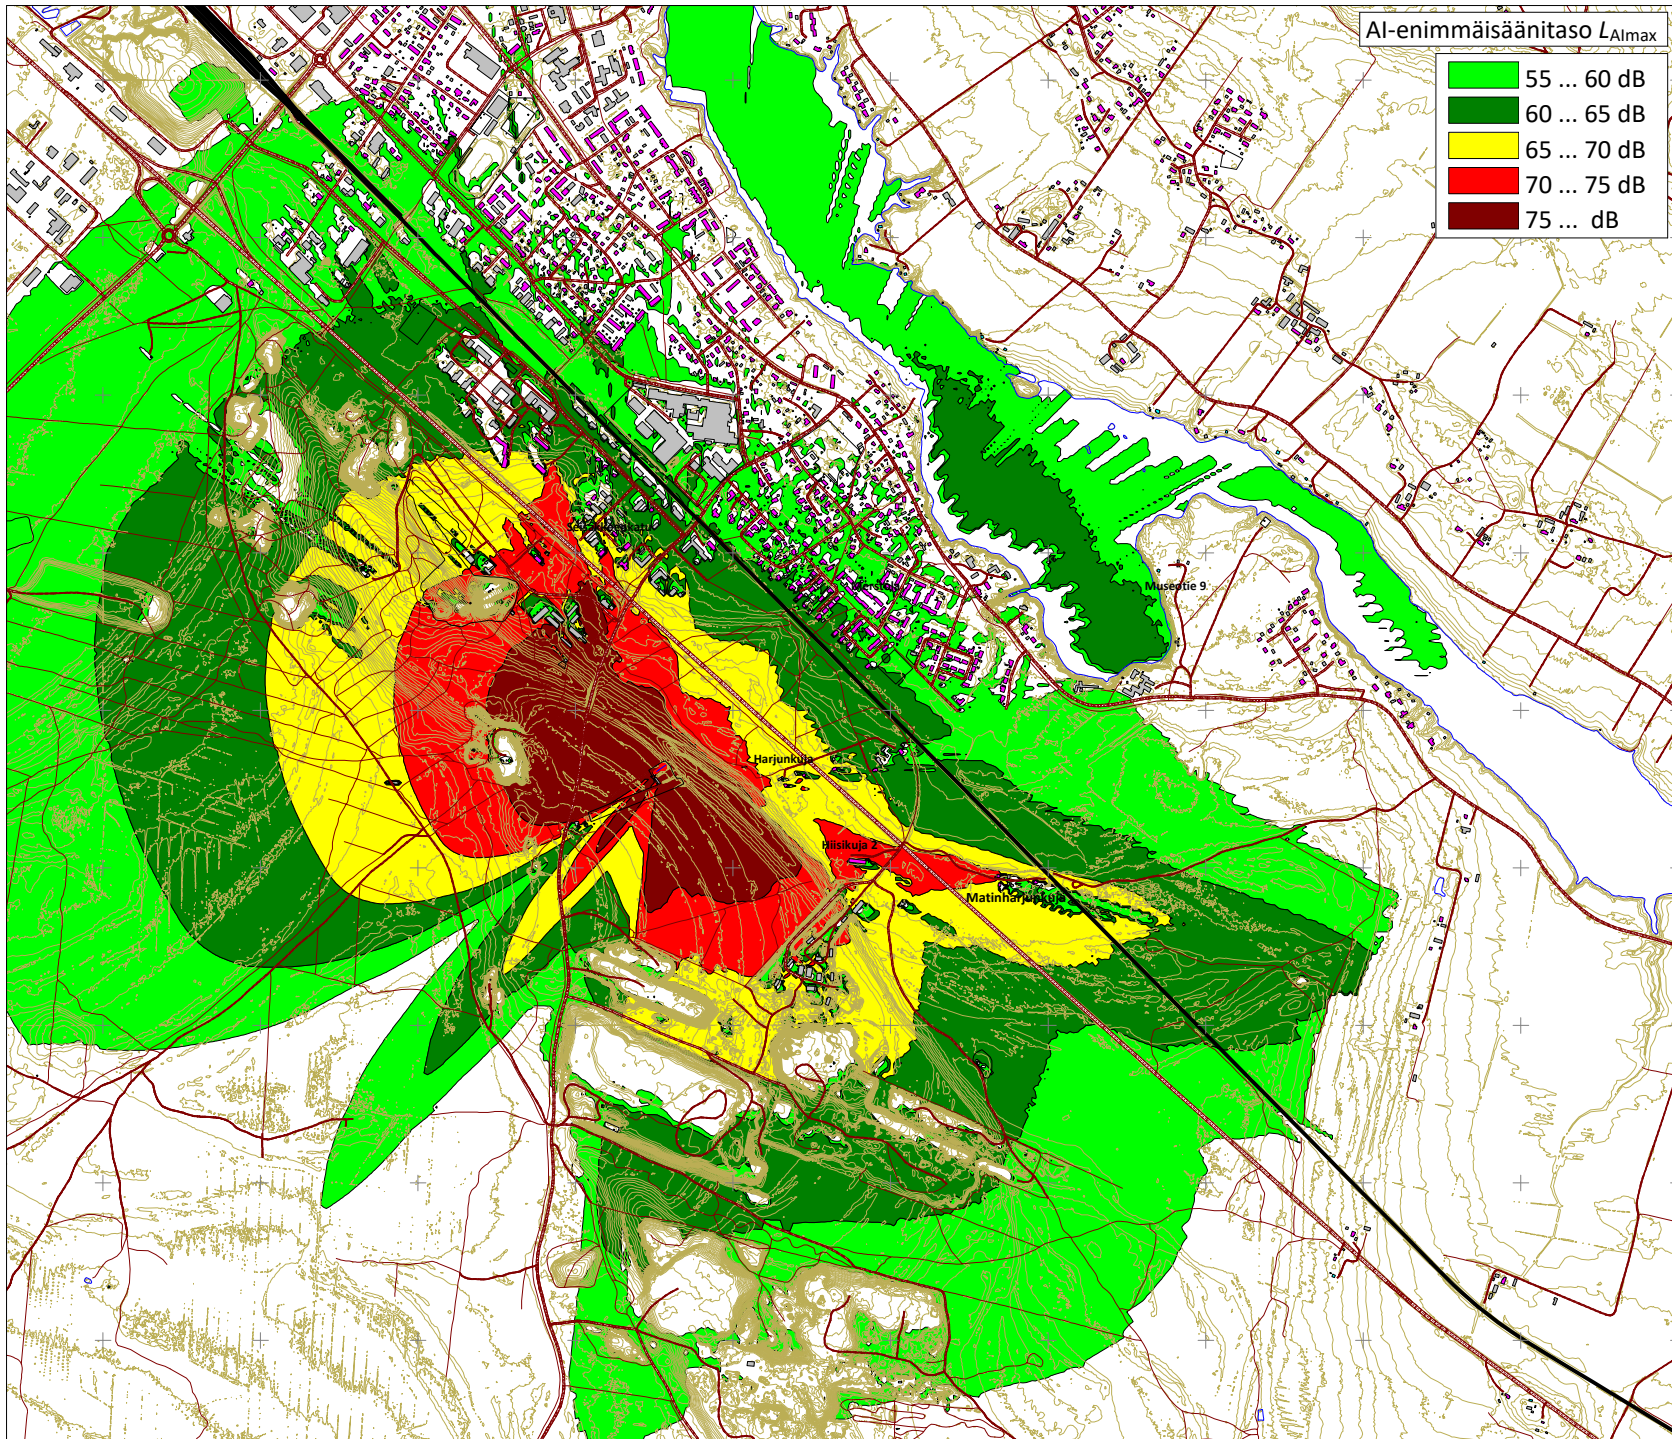 AI-enimmäisäänitaso LAImax
55 ... 60 dB
60 ... 65 dB
65 ... 70 dB
70 ... 75 dB
75 ... dB
Museotie 9
Harjunkuja
Hiisikuja 2
Matinharjunkuja